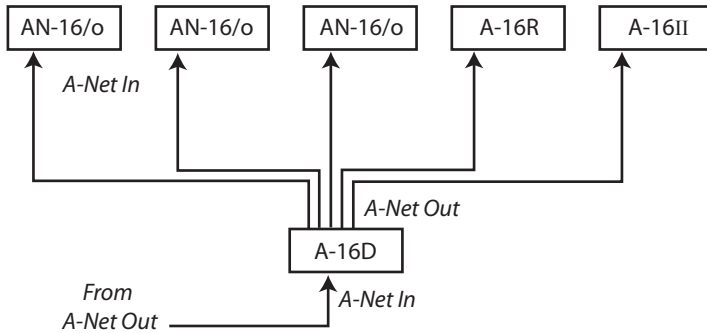 AN-16/o
AN-16/o
AN-16/o
A-16R
A-16II
A-Net In
A-Net Out
A-16D
From
A-Net Out
A-Net In